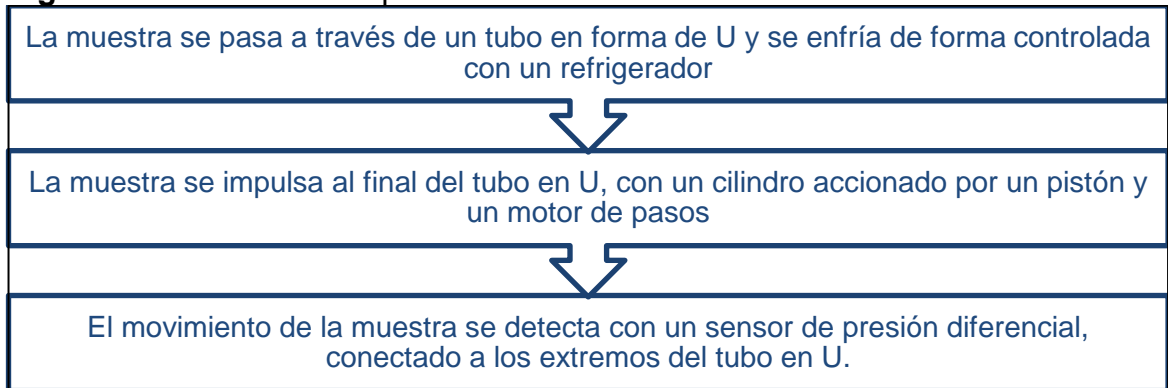 La muestra se pasa a través de un tubo en forma de U y se enfría de forma controlada
con un refrigerador
La muestra se impulsa al final del tubo en U, con un cilindro accionado por un pistón y
un motor de pasos
El movimiento de la muestra se detecta con un sensor de presión diferencial,
conectado a los extremos del tubo en U.